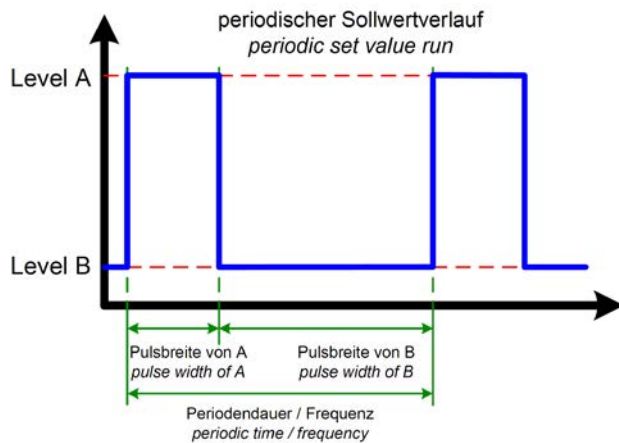 periodischer Sollwertverlauf
periodic set value run
Level A
Level B
Pulsbreite von A
pulse width of A
Pulsbreite von B
pulse width of B
Periodendauer / Frequenz
periodic time / frequency